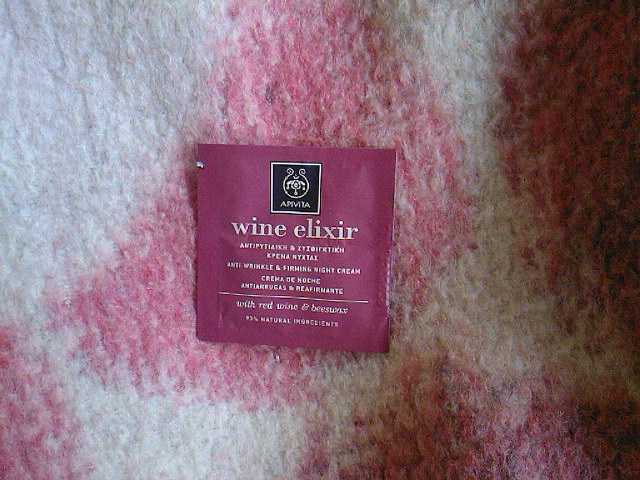 APIVITA
wine elixir
ΑΝΤΙΡΥΤΙΔΙΚΗ & ΣΥΣΦΙΓΚΤΙΚΗ
ΚΡΕΜΑ ΝΥΧΤΑΣ
ANTI-WRINKLE & FIRMING NIGHT CREAM
CREMA DE NOCHE
ANTIARRUGAS & REAFIRMANTE
with red wine & beeswax
93% NATURAL INGREDIENTS